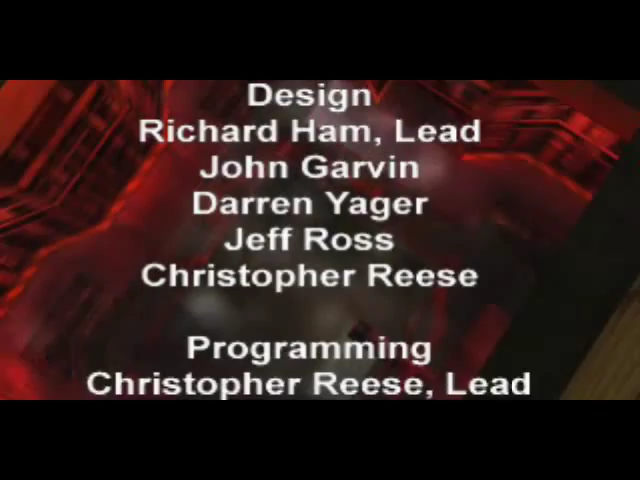 Design
Richard Ham, Lead
John Garvin
Darren Yager
Jeff Ross
Christopher Reese
Programming
Christopher Reese, Lead